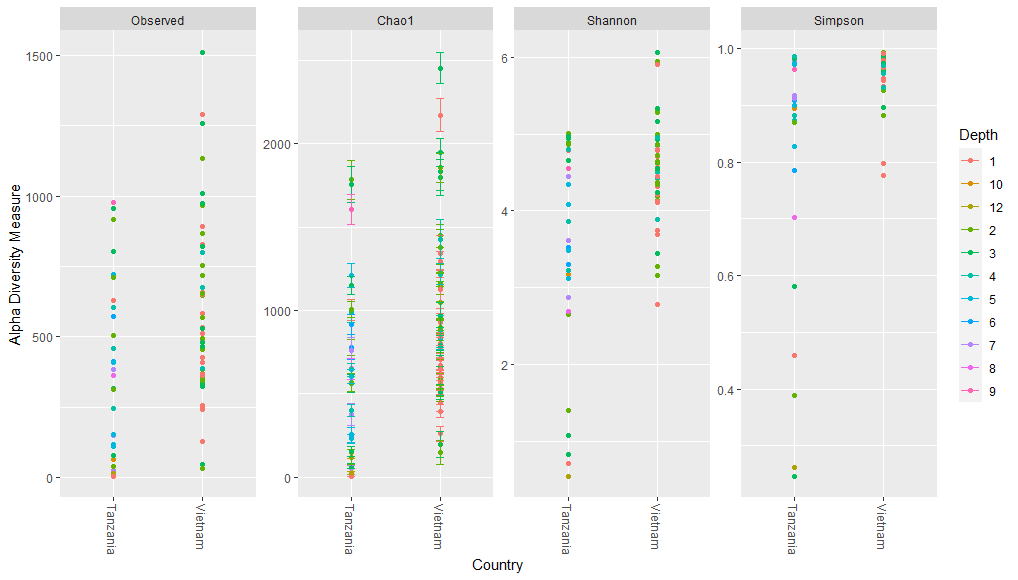 Observed
Chao1
Shannon
Simpson
Alpha Diversity Measure
1500
1000
500
0
2000
1000
0
6
4
2
1.0
0.8
0.6
0.4
Tanzania
Vietnam
Tanzania
Vietnam
Tanzania
Vietnam
Tanzania
Vietnam
Country
Depth
1
10
12
2
3
4
5
6
7
8
9